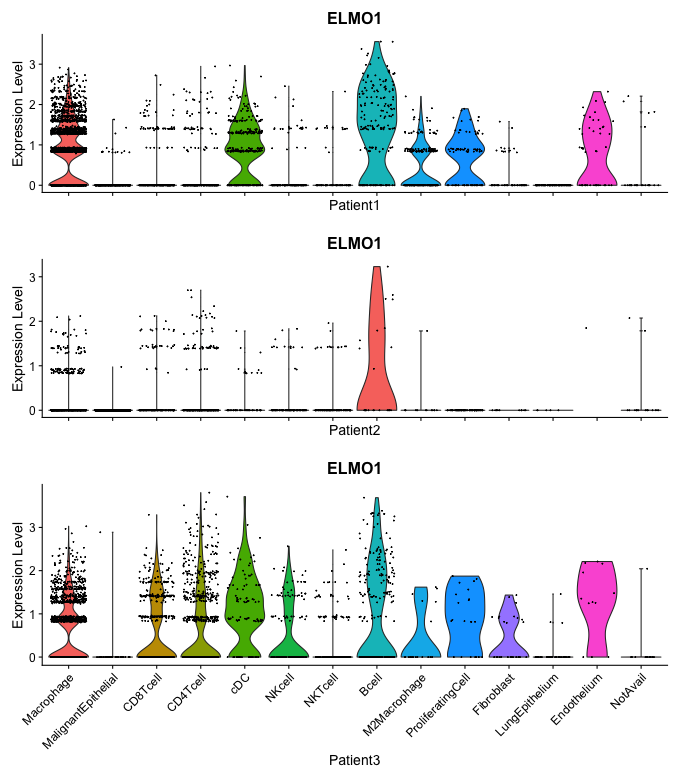 ELMO1
Expression Level
3
2
1
0
Patient1
ELMO1
Expression Level
3
2
1
0
Patient2
ELMO1
Expression Level
3
2
1
0
Macrophage
MalignantEpithelial
CD8Tcell
CD4Tcell
cDC
NKcell
NKTcell
Bcell
M2Macrophage
ProliferatingCell
Fibroblast
LungEpithelium
Endothelium
NotAvail
Patient3